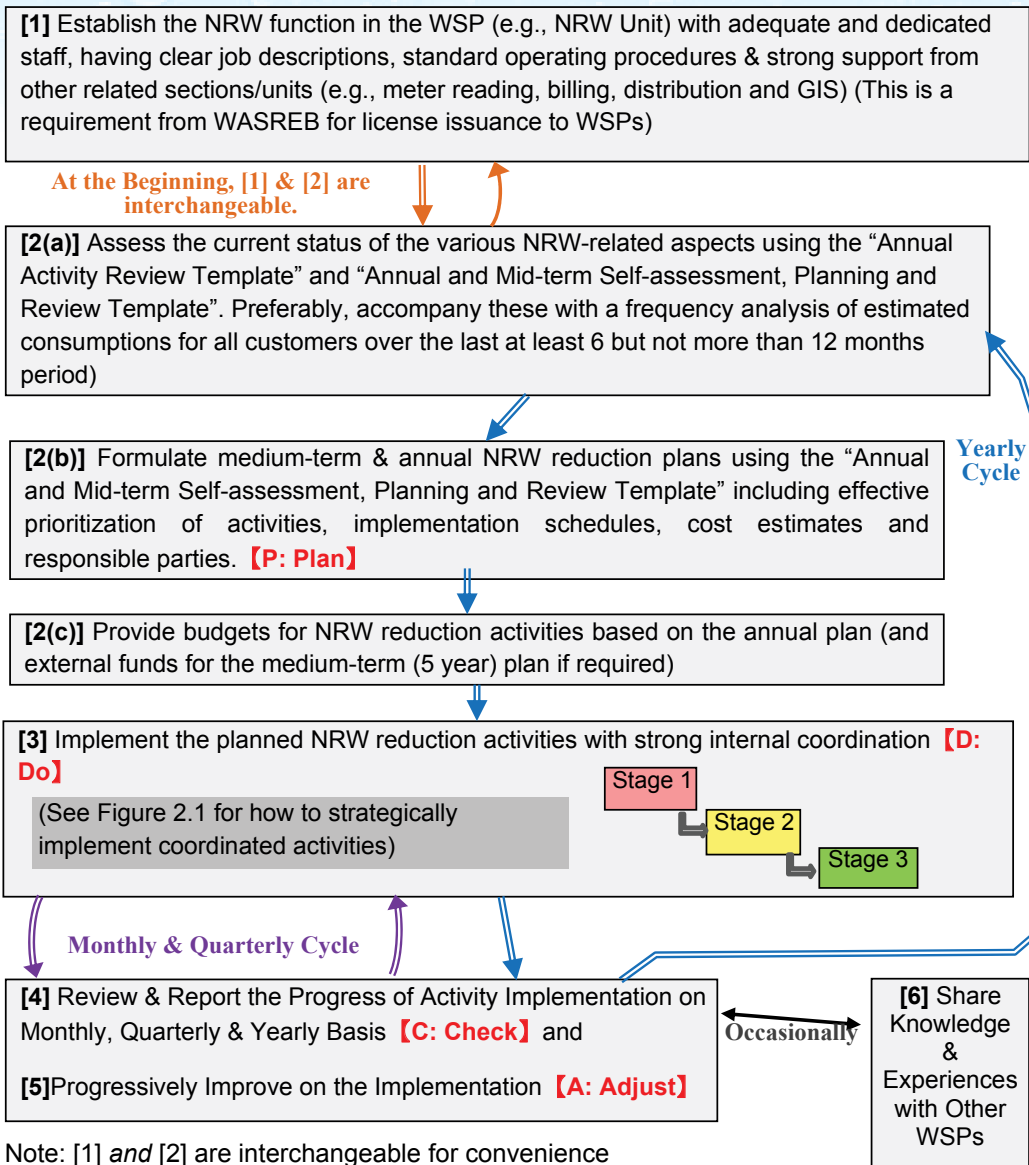 [1] Establish the NRW function in the WSP (e.g., NRW Unit) with adequate and dedicated
staff, having clear job descriptions, standard operating procedures & strong support from
other related sections/units (e.g., meter reading, billing, distribution and GIS) (This is a
requirement from WASREB for license issuance to WSPs)
At the Beginning, [1] & [2] are
interchangeable.
[2(a)] Assess the current status of the various NRW-related aspects using the “Annual
Activity Review Template” and “Annual and Mid-term Self-assessment, Planning and
Review Template”. Preferably, accompany these with a frequency analysis of estimated
consumptions for all customers over the last at least 6 but not more than 12 months
period)
Yearly
Cycle
[2(b)] Formulate medium-term & annual NRW reduction plans using the “Annual
and Mid-term Self-assessment, Planning and Review Template” including effective
prioritization of activities, implementation schedules, cost estimates and
responsible parties. 【P: Plan】
[2(c)] Provide budgets for NRW reduction activities based on the annual plan (and
external funds for the medium-term (5 year) plan if required)
[3] Implement the planned NRW reduction activities with strong internal coordination 【D:
Do】
(See Figure 2.1 for how to strategically
implement coordinated activities)
Stage 1
Stage 2
Stage 3
Monthly & Quarterly Cycle
[4] Review & Report the Progress of Activity Implementation on
Monthly, Quarterly & Yearly Basis 【C: Check】 and
[5]Progressively Improve on the Implementation 【A: Adjust】
Occasionally
[6] Share
Knowledge
&
Experiences
with Other
WSPs
Note: [1] and [2] are interchangeable for convenience